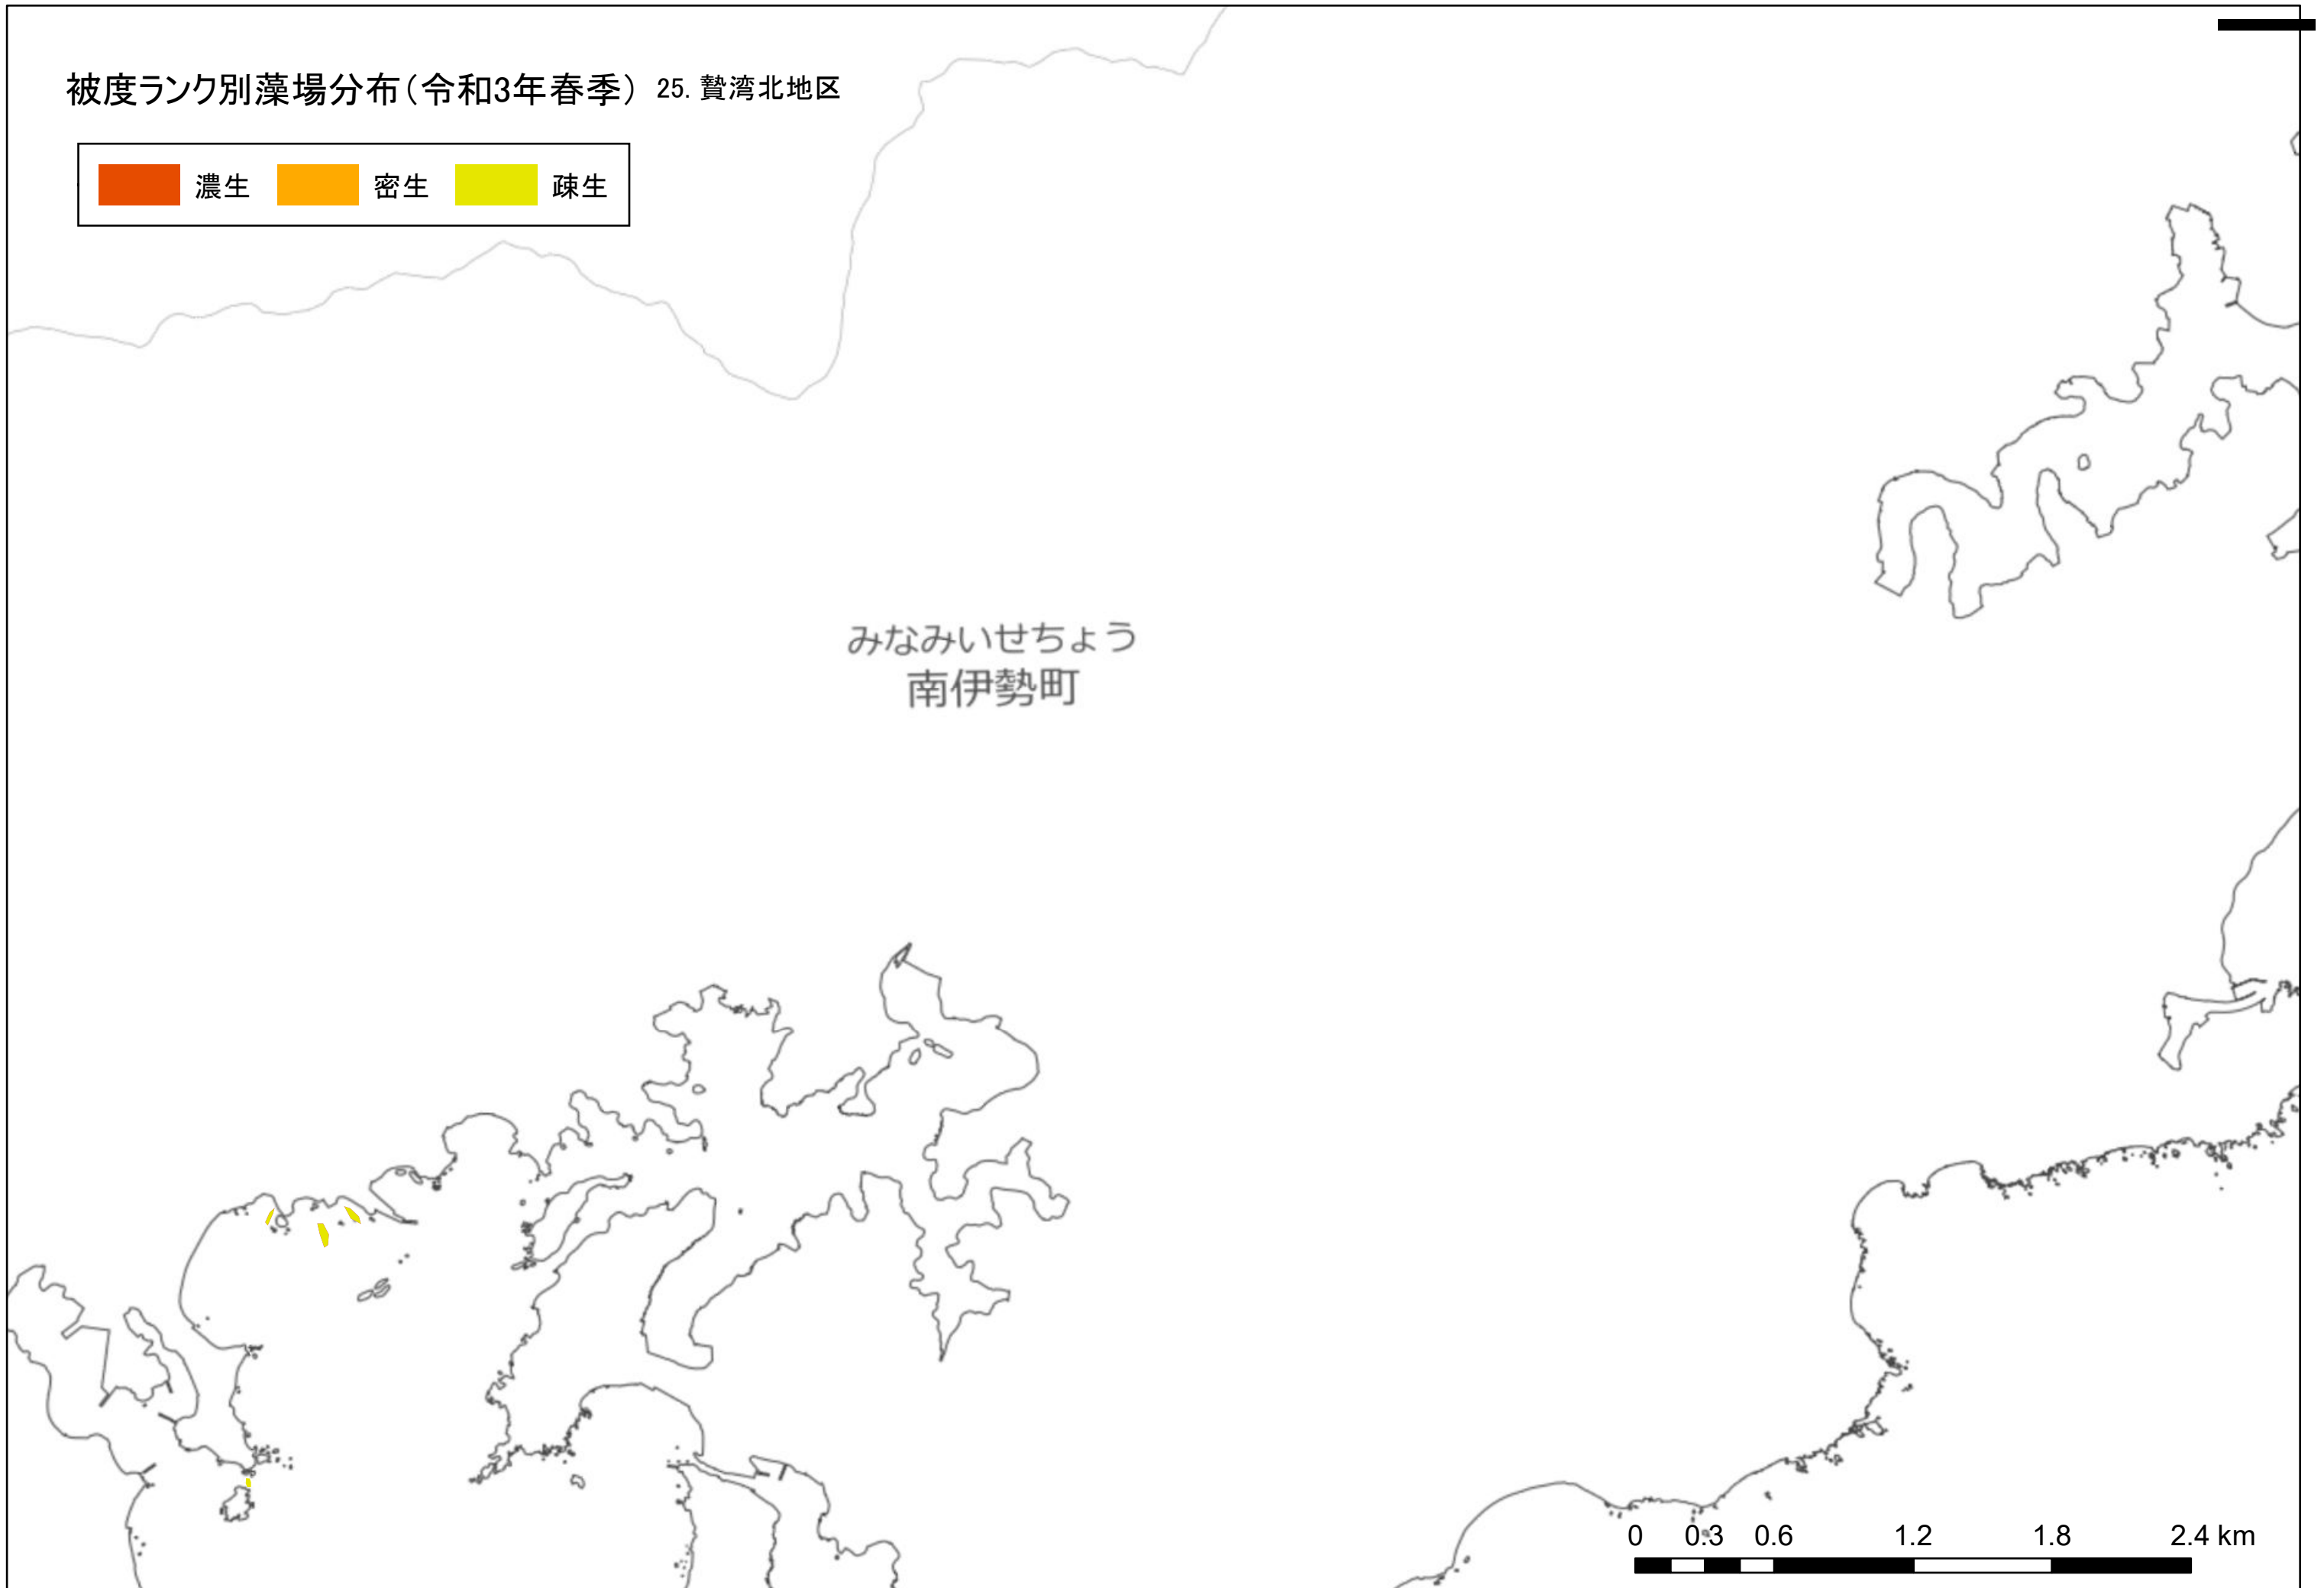 被度ランク別藻場分布（令和3年春季） 25. 贄湾北地区
濃生 密生 疎生
みなみいせちょう
南伊勢町
0 0.3 0.6 1.2 1.8 2.4 km